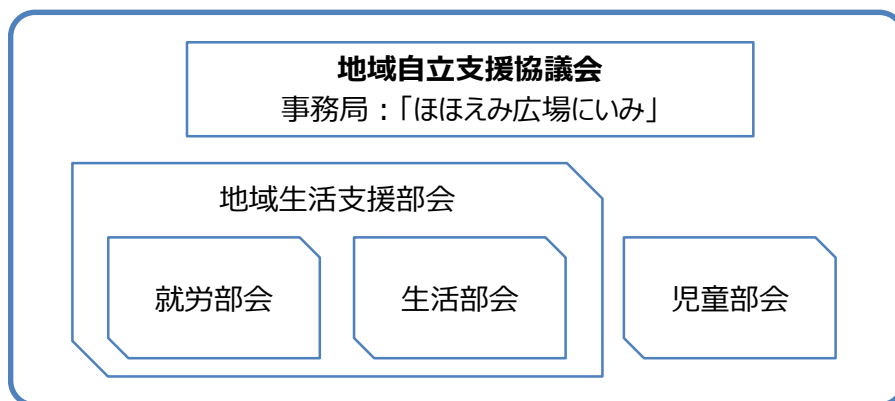 地域自立支援協議会
事務局：「ほほえみ広場にいみ」
地域生活支援部会
就労部会
生活部会
児童部会